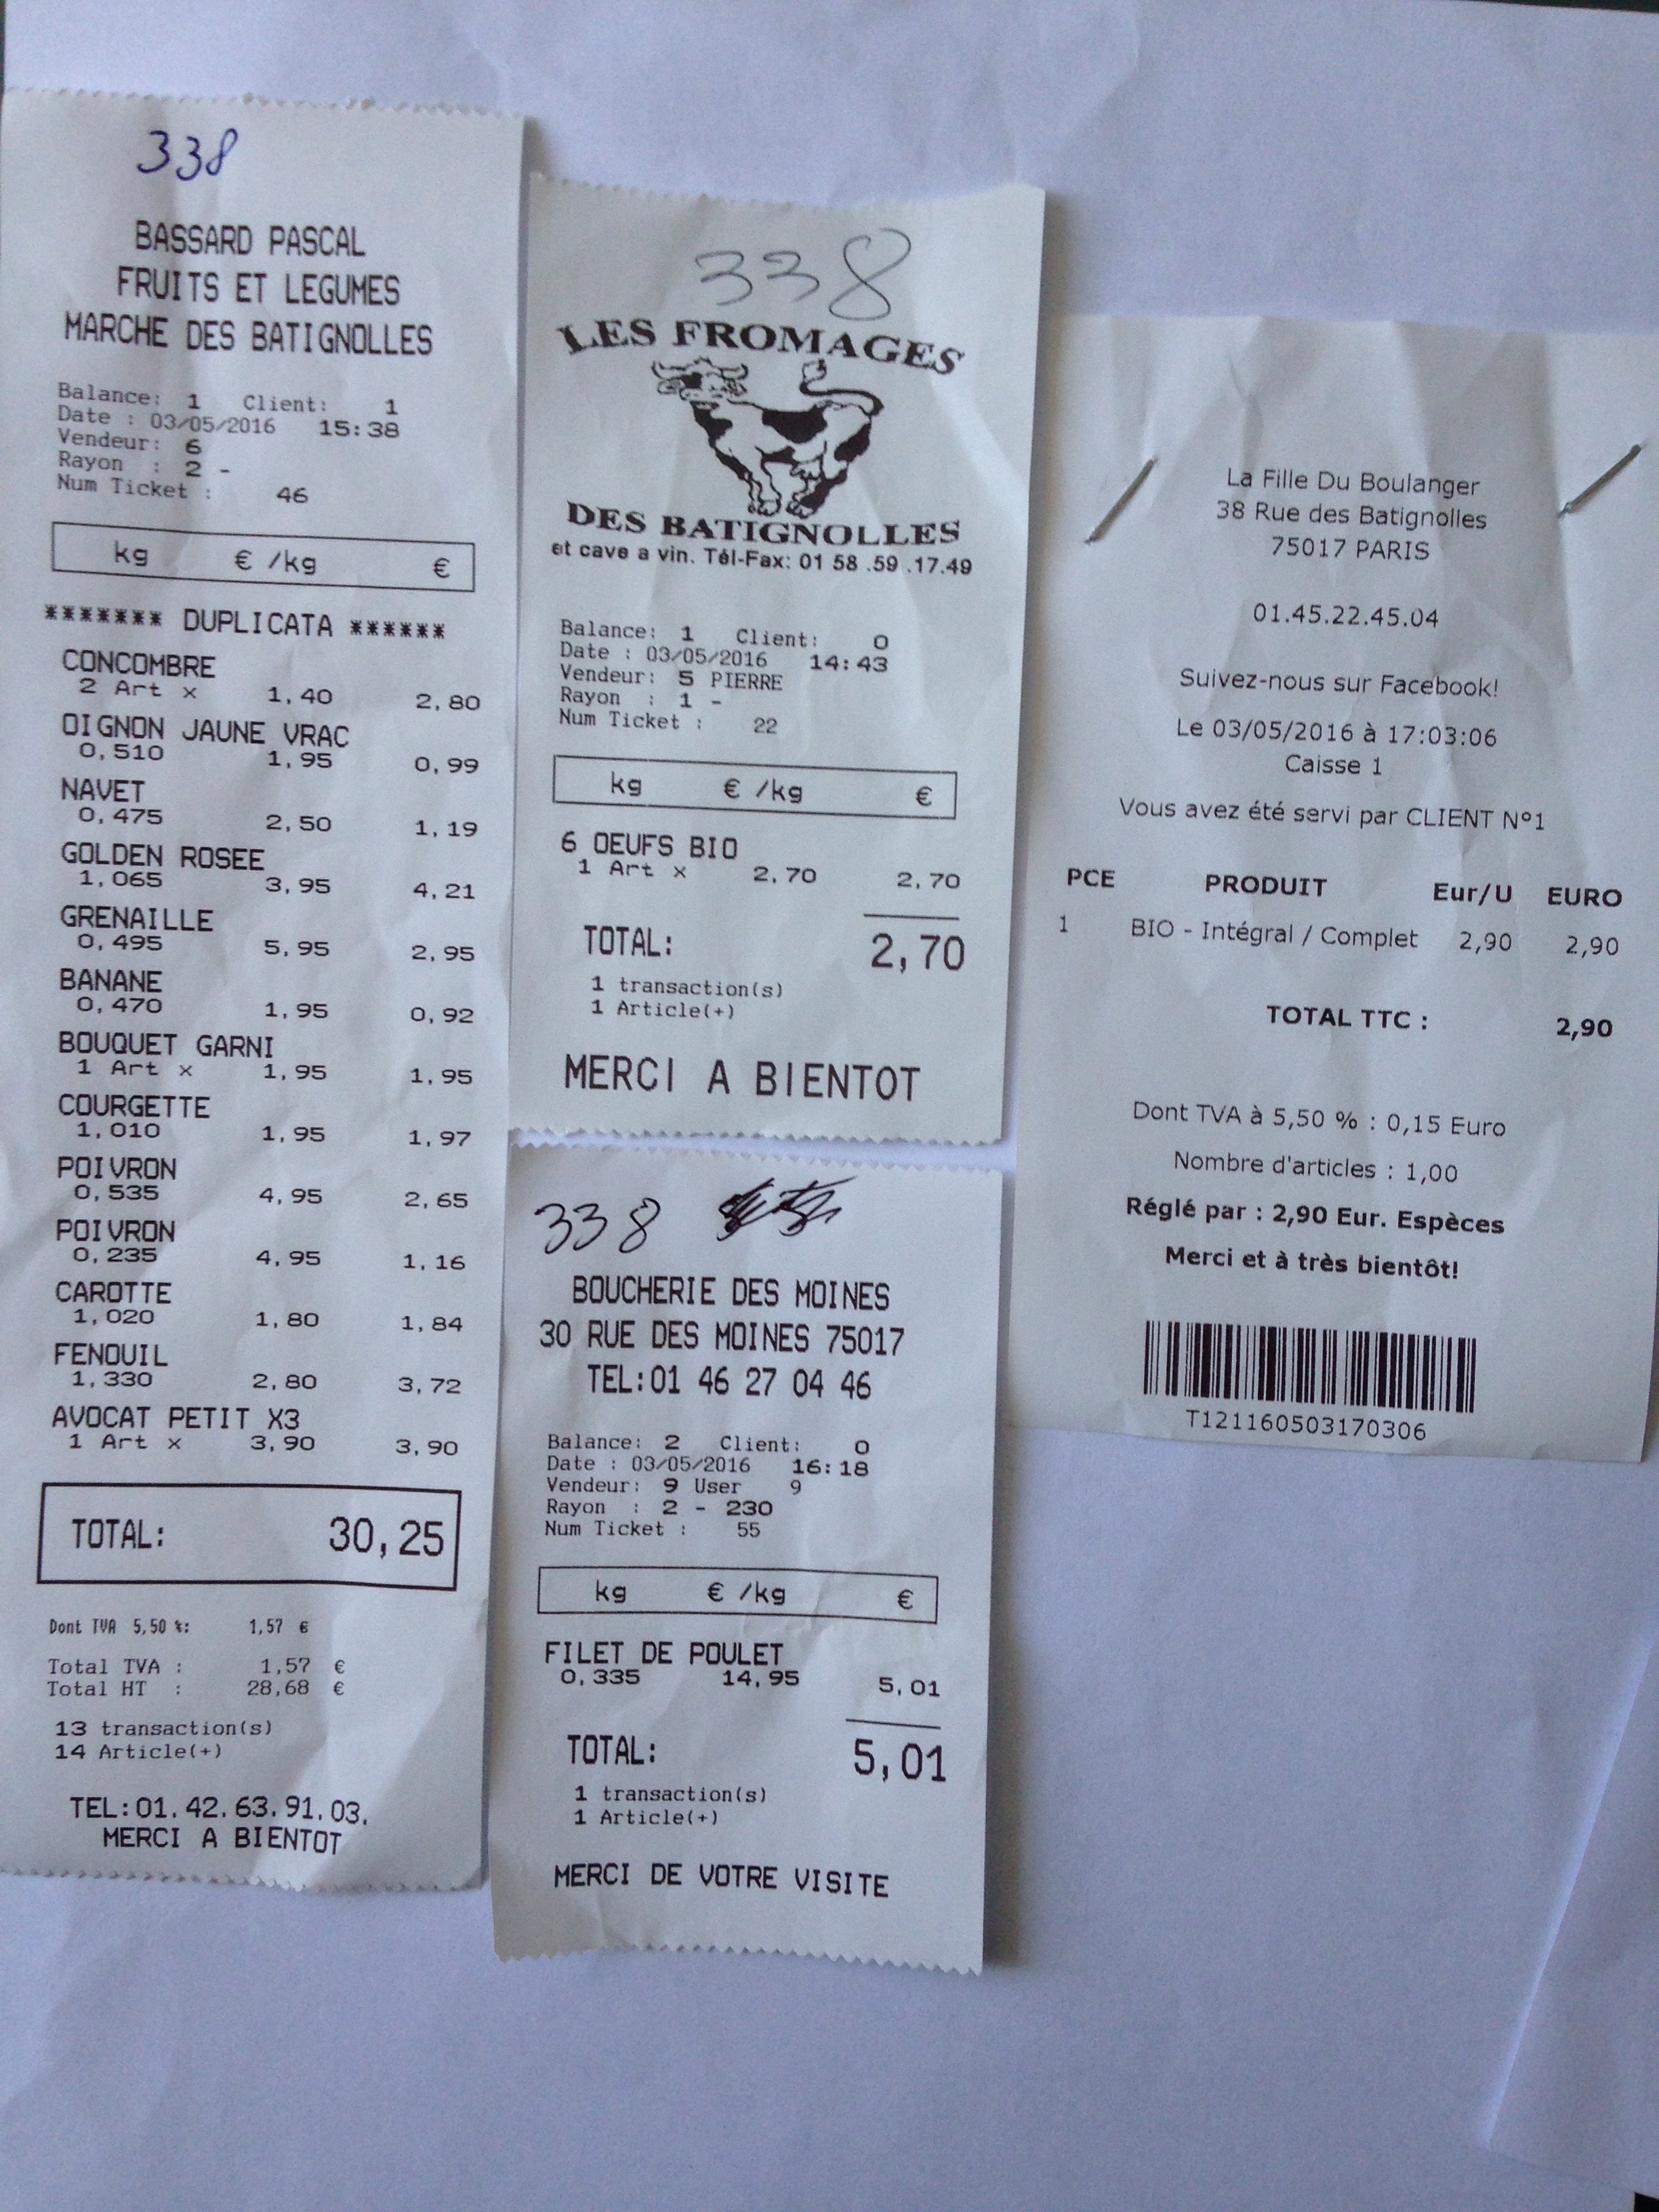 338
BASSARD PASCAL
FRUITS ET LEGUMES
MARCHE DES BATIGNOLLES
Balance: 1 Client: 1
Date : 03/05/2016 15:38
Vendeur: 6
Rayon : 2 -
Num Ticket : 46
kg € /kg €
******* DUPLICATA ******
CONCOMBRE
2 Art x 1,40 2,80
OIGNON JAUNE VRAC
0,510 1,95 0,99
NAVET
0,475 2,50 1,19
GOLDEN ROSEE
1,065 3,95 4,21
GRENAILLE
0,495 5,95 2,95
BANANE
0,470 1,95 0,92
BOUQUET GARNI
1 Art x 1,95 1,95
COURGETTE
1,010 1,95 1,97
POIVRON
0,535 4,95 2,65
POIVRON
0,235 4,95 1,16
CAROTTE
1,020 1,80 1,84
FENOUIL
1,330 2,80 3,72
AVOCAT PETIT X3
1 Art x 3,90 3,90
TOTAL: 30,25
Dont TVA 5,50 %: 1,57 €
Total TVA : 1,57 €
Total HT : 28,68 €
13 transaction(s)
14 Article(+)
TEL:01.42.63.91.03.
MERCI A BIENTOT
338
LES FROMAGES
DES BATIGNOLLES
et cave a vin. Tél-Fax: 01 58 .59 .17.49
Balance: 1 Client: 0
Date : 03/05/2016 14:43
Vendeur: 5 PIERRE
Rayon : 1 -
Num Ticket : 22
kg € /kg €
6 OEUFS BIO
1 Art x 2,70 2,70
TOTAL: 2,70
1 transaction(s)
1 Article(+)
MERCI A BIENTOT
338
BOUCHERIE DES MOINES
30 RUE DES MOINES 75017
TEL:01 46 27 04 46
Balance: 2 Client: 0
Date : 03/05/2016 16:18
Vendeur: 9 User 9
Rayon : 2 - 230
Num Ticket : 55
kg € /kg €
FILET DE POULET
0,335 14,95 5,01
TOTAL: 5,01
1 transaction(s)
1 Article(+)
MERCI DE VOTRE VISITE
La Fille Du Boulanger
38 Rue des Batignolles
75017 PARIS
01.45.22.45.04
Suivez-nous sur Facebook!
Le 03/05/2016 à 17:03:06
Caisse 1
Vous avez été servi par CLIENT N°1
PCE PRODUIT Eur/U EURO
1 BIO - Intégral / Complet 2,90 2,90
TOTAL TTC : 2,90
Dont TVA à 5,50 % : 0,15 Euro
Nombre d'articles : 1,00
Réglé par : 2,90 Eur. Espèces
Merci et à très bientôt!
T121160503170306